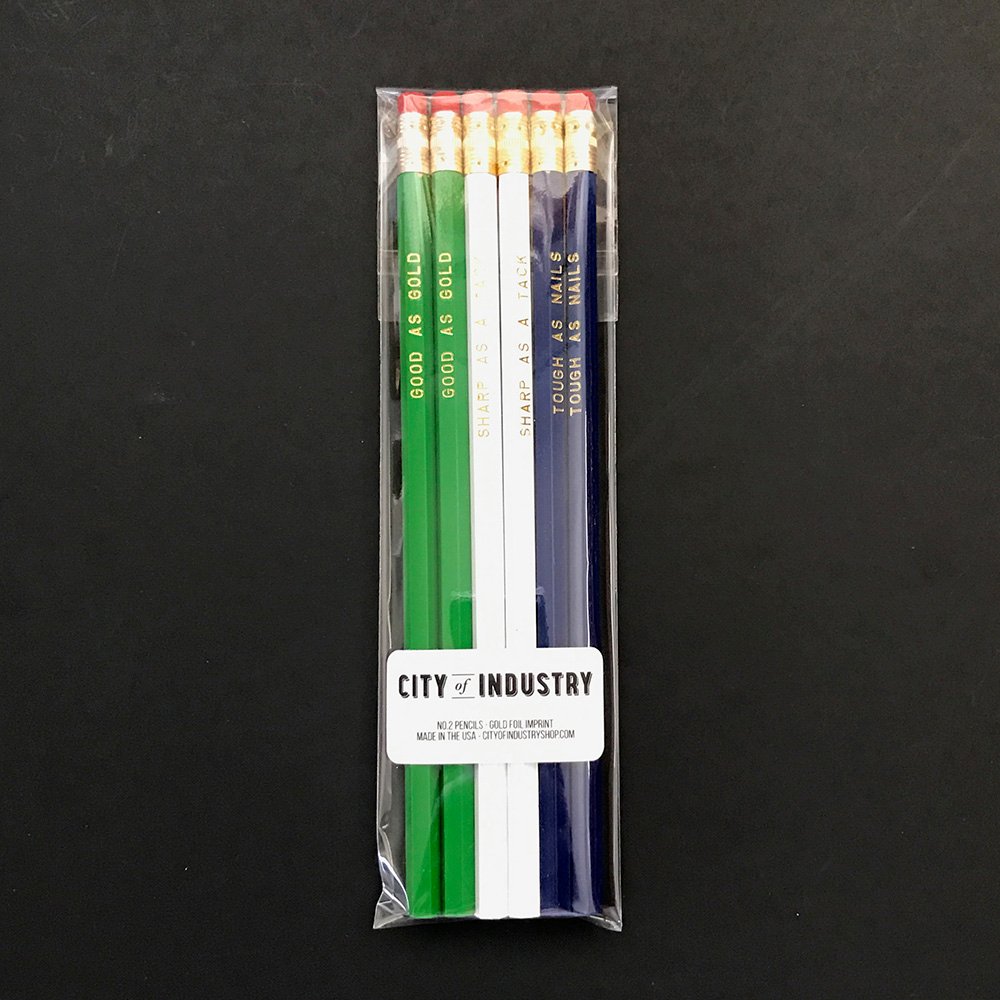 GOOD AS GOLD
GOOD AS GOLD
SHARP AS A TACK
SHARP AS A TACK
TOUGH AS NAILS
TOUGH AS NAILS
CITY of INDUSTRY
NO.2 PENCILS · GOLD FOIL IMPRINT
MADE IN THE USA · CITYOFINDUSTRYSHOP.COM